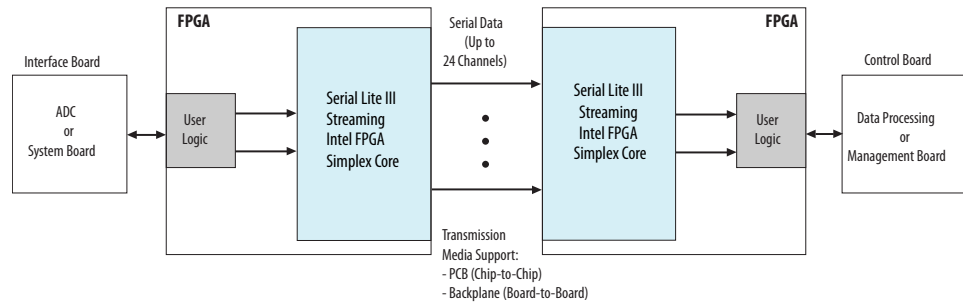 FPGA
Serial Data
(Up to
24 Channels)
FPGA
Interface Board
ADC
or
System Board
User
Logic
Serial Lite III
Streaming
Intel FPGA
Simplex Core
Serial Lite III
Streaming
Intel FPGA
Simplex Core
User
Logic
Control Board
Data Processing
or
Management Board
Transmission
Media Support:
- PCB (Chip-to-Chip)
- Backplane (Board-to-Board)